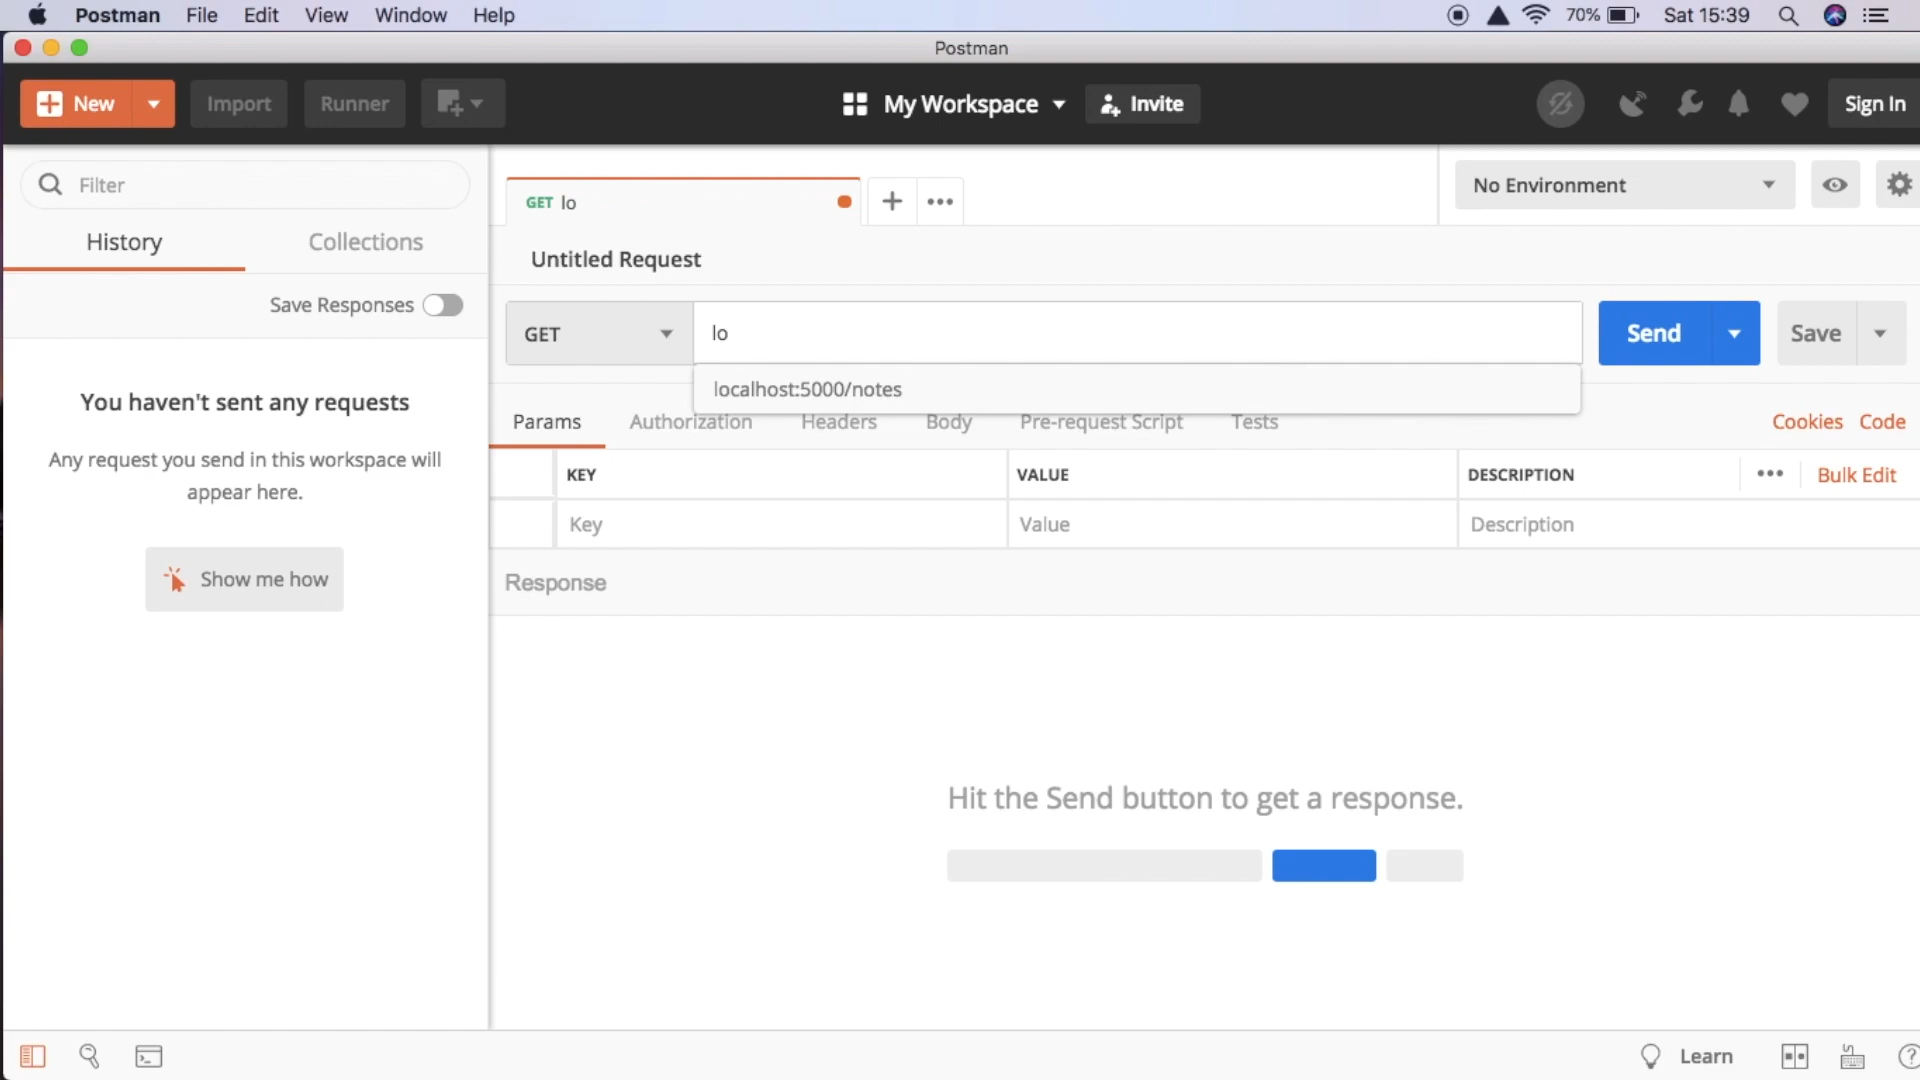 Postman File Edit View Window Help 70% Sat 15:39
Postman
New Import Runner My Workspace Invite Sign In
Filter
GET lo
No Environment
History Collections
Untitled Request
Save Responses
GET lo Send Save
localhost:5000/notes
You haven't sent any requests
Any request you send in this workspace will
appear here.
Show me how
Params Authorization Headers Body Pre-request Script Tests Cookies Code
KEY VALUE DESCRIPTION Bulk Edit
Key Value Description
Response
Hit the Send button to get a response.
Learn